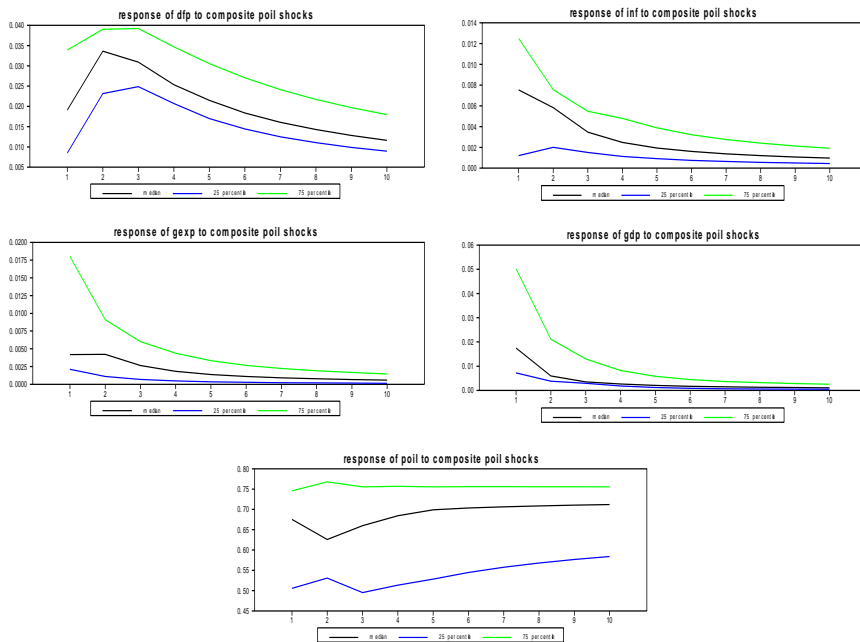 response of dfp to composite poil shocks
0.040
0.035
0.030
0.025
0.020
0.015
0.010
0.005
1 2 3 4 5 6 7 8 9 10
median 25 percentile 75 percentile
response of inf to composite poil shocks
0.014
0.012
0.010
0.008
0.006
0.004
0.002
0.000
1 2 3 4 5 6 7 8 9 10
median 25 percentile 75 percentile
response of gexp to composite poil shocks
0.0200
0.0175
0.0150
0.0125
0.0100
0.0075
0.0050
0.0025
0.0000
1 2 3 4 5 6 7 8 9 10
median 25 percentile 75 percentile
response of gdp to composite poil shocks
0.06
0.05
0.04
0.03
0.02
0.01
0.00
1 2 3 4 5 6 7 8 9 10
median 25 percentile 75 percentile
response of poil to composite poil shocks
0.80
0.75
0.70
0.65
0.60
0.55
0.50
0.45
1 2 3 4 5 6 7 8 9 10
median 25 percentile 75 percentile